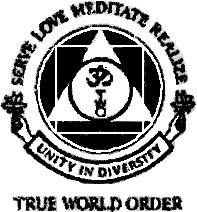 SERVE LOVE MEDITATE REALIZE
ॐ
UNITY IN DIVERSITY
TRUE WORLD ORDER